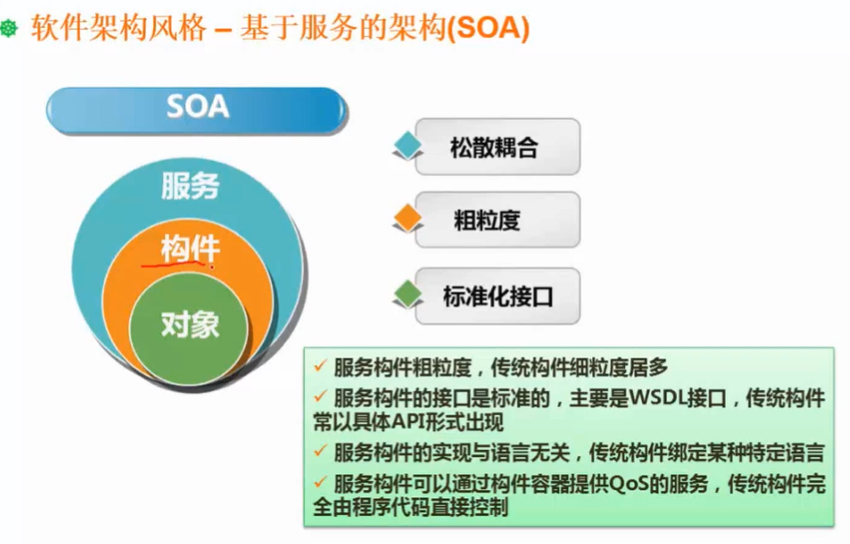 软件架构风格 – 基于服务的架构(SOA)
SOA
服务
构件
对象
松散耦合
粗粒度
标准化接口
服务构件粗粒度，传统构件细粒度居多
服务构件的接口是标准的，主要是WSDL接口，传统构件
常以具体API形式出现
服务构件的实现与语言无关，传统构件绑定某种特定语言
服务构件可以通过构件容器提供QoS的服务，传统构件完
全由程序代码直接控制